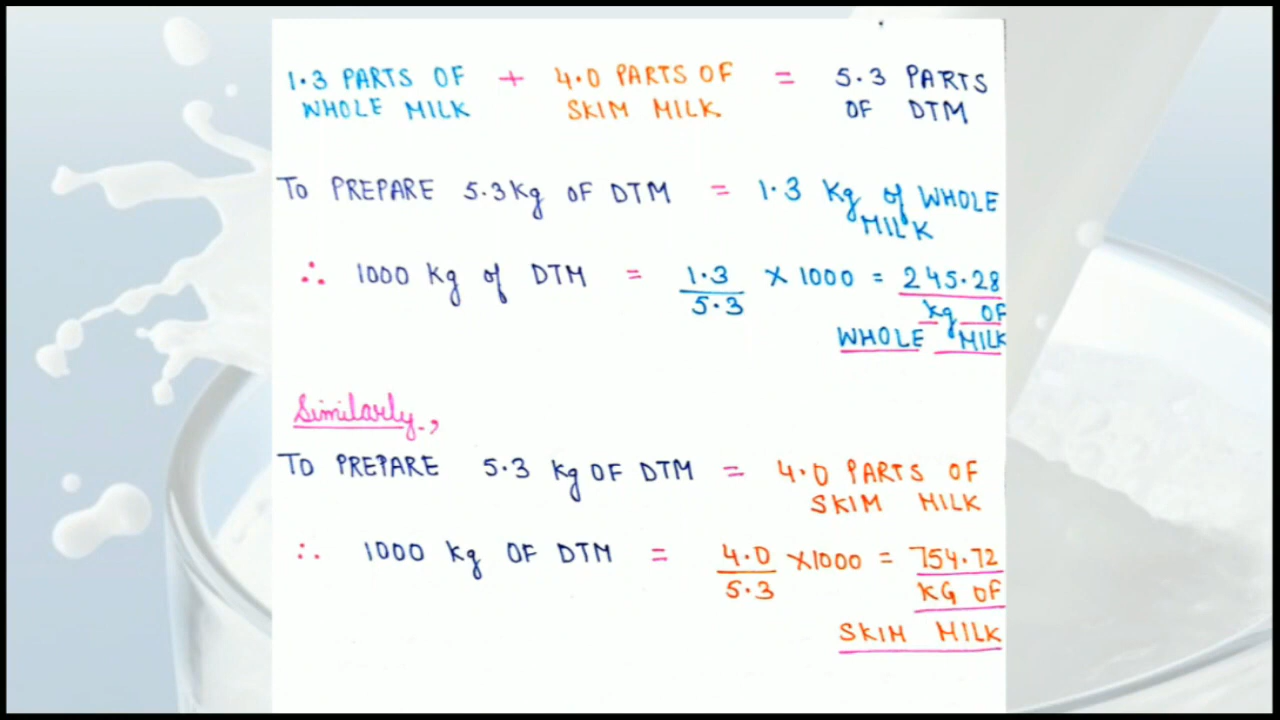 1.3 PARTS OF + 4.0 PARTS OF = 5.3 PARTS
WHOLE MILK SKIM MILK OF DTM
TO PREPARE 5.3 Kg OF DTM = 1.3 Kg of WHOLE
MILK
∴ 1000 Kg of DTM = 1.3/5.3 × 1000 = 245.28
kg OF
WHOLE MILK
Similarly,
TO PREPARE 5.3 kg OF DTM = 4.0 PARTS OF
SKIM MILK
∴ 1000 kg OF DTM = 4.0/5.3 ×1000 = 754.72
KG OF
SKIM MILK